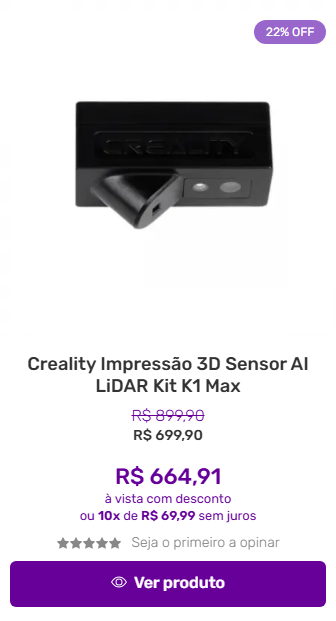 22% OFF
CREALITY
Creality Impressão 3D Sensor AI
LiDAR Kit K1 Max
R$ 899,90
R$ 699,90
R$ 664,91
à vista com desconto
ou 10x de R$ 69,99 sem juros
Seja o primeiro a opinar
Ver produto